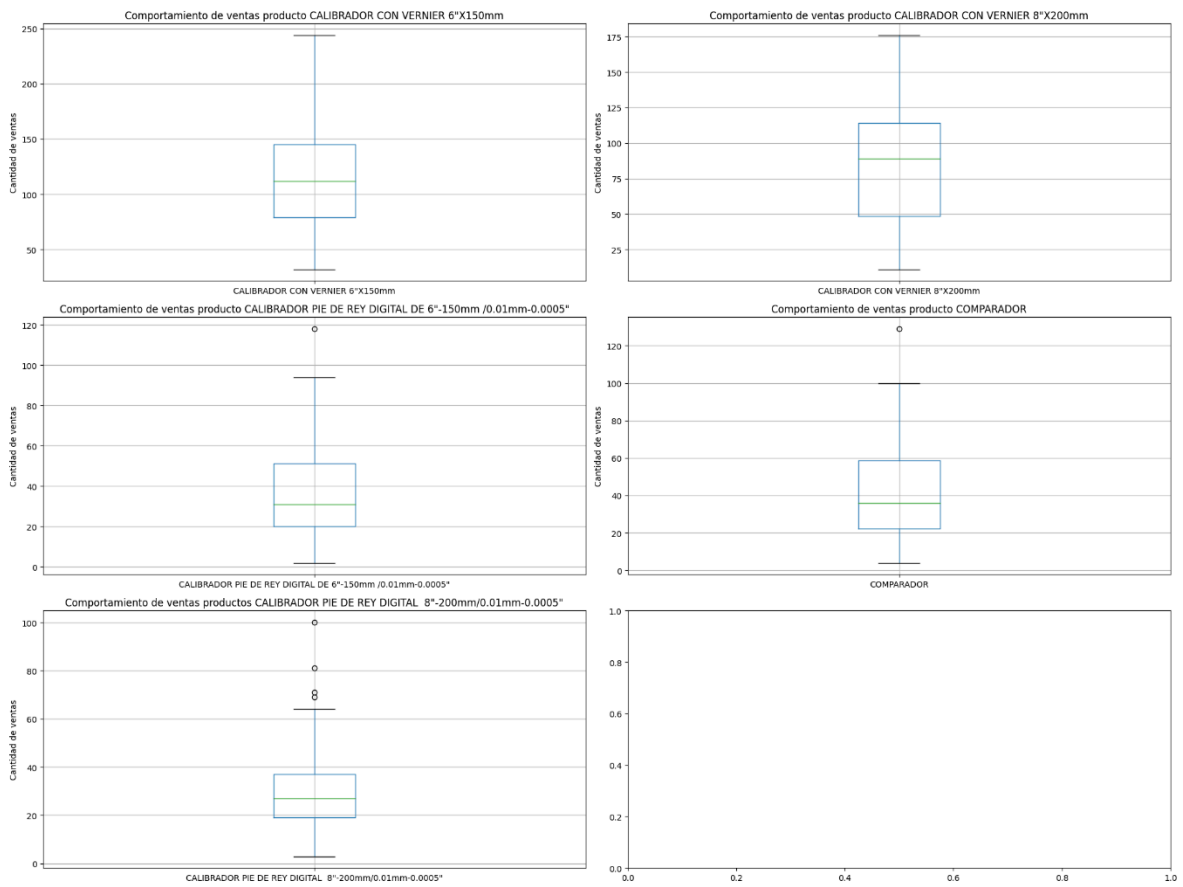 Comportamiento de ventas producto CALIBRADOR CON VERNIER 6"X150mm
250
200
150
100
50
Cantidad de ventas
CALIBRADOR CON VERNIER 6"X150mm
Comportamiento de ventas producto CALIBRADOR CON VERNIER 8"X200mm
175
150
125
100
75
50
25
Cantidad de ventas
CALIBRADOR CON VERNIER 8"X200mm
Comportamiento de ventas producto CALIBRADOR PIE DE REY DIGITAL DE 6"-150mm /0.01mm-0.0005"
120
100
80
60
40
20
0
Cantidad de ventas
CALIBRADOR PIE DE REY DIGITAL DE 6"-150mm /0.01mm-0.0005"
Comportamiento de ventas producto COMPARADOR
120
100
80
60
40
20
0
Cantidad de ventas
COMPARADOR
Comportamiento de ventas productos CALIBRADOR PIE DE REY DIGITAL  8"-200mm/0.01mm-0.0005"
100
80
60
40
20
0
Cantidad de ventas
CALIBRADOR PIE DE REY DIGITAL  8"-200mm/0.01mm-0.0005"
1.0
0.8
0.6
0.4
0.2
0.0
0.0 0.2 0.4 0.6 0.8 1.0